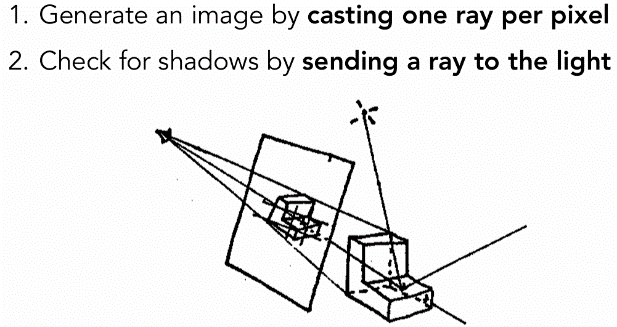 1. Generate an image by casting one ray per pixel
2. Check for shadows by sending a ray to the light